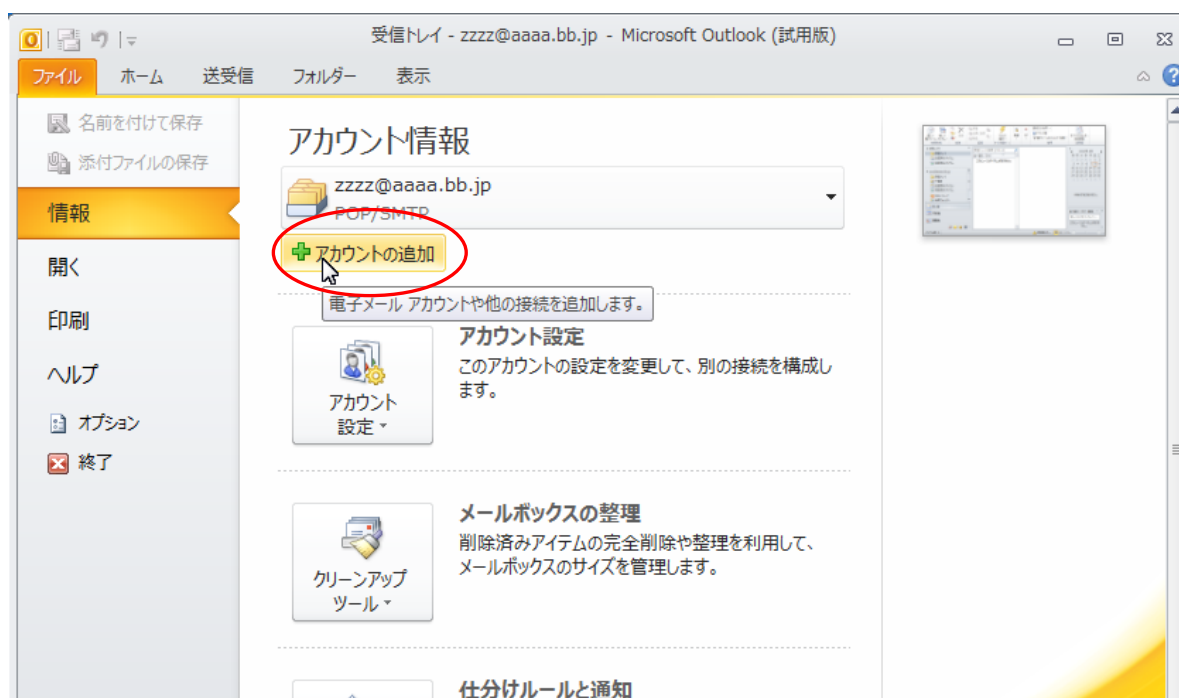 受信トレイ - zzzz@aaaa.bb.jp - Microsoft Outlook (試用版)
ファイル ホーム 送受信 フォルダー 表示
名前を付けて保存
添付ファイルの保存
情報
開く
印刷
ヘルプ
オプション
終了
アカウント情報
zzzz@aaaa.bb.jp
POP/SMTP
アカウントの追加
電子メール アカウントや他の接続を追加します。
アカウント
設定
アカウント設定
このアカウントの設定を変更して、別の接続を構成し
ます。
クリーンアップ
ツール
メールボックスの整理
削除済みアイテムの完全削除や整理を利用して、
メールボックスのサイズを管理します。
仕分けルールと通知